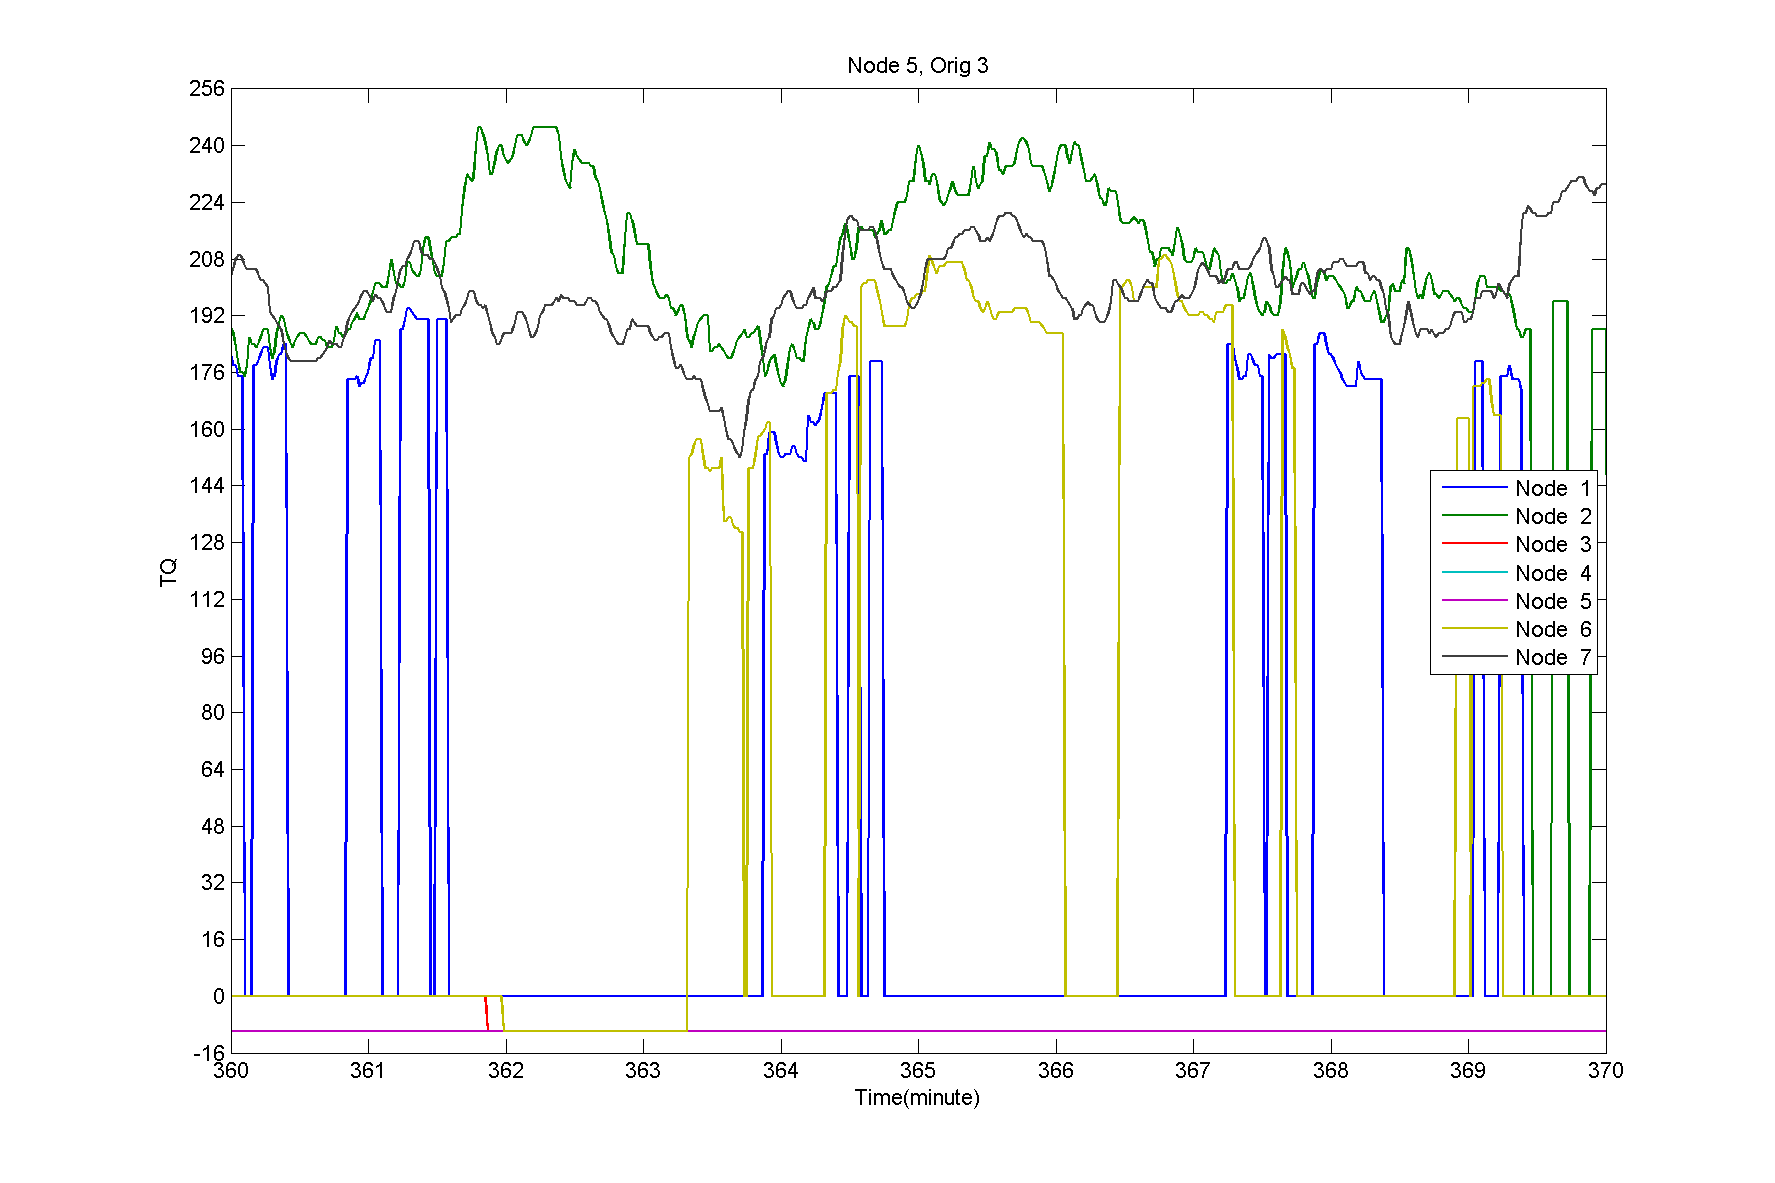 Node 5, Orig 3
256
240
224
208
192
176
160
144
128
112
96
80
64
48
32
16
0
-16
TQ
Node 1
Node 2
Node 3
Node 4
Node 5
Node 6
Node 7
360 361 362 363 364 365 366 367 368 369 370
Time(minute)